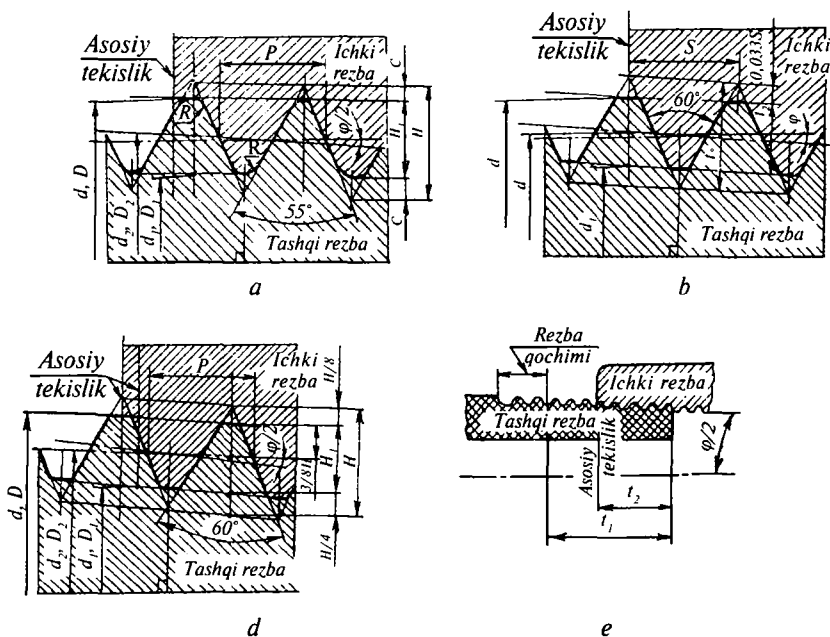 Asosiy
tekislik
P
Ichki
rezba
C
R
φ/2
H₁
H
R
d, D
d₂, D₂
d₁, D₁
55°
C
Tashqi rezba
a
Asosiy
tekislik
S
0,033S
Ichki
rezba
60°
t₂
φ
d
d
d₁
Tashqi rezba
b
Asosiy
tekislik
P
Ichki
rezba
H/8
φ/2
3/8H
H₁
H
d, D
d₂, D₂
d₁, D₁
60°
H/4
Tashqi rezba
d
Rezba
qochimi
Ichki rezba
Tashqi rezba
Asosiy
tekislik
φ/2
t₂
t₁
e